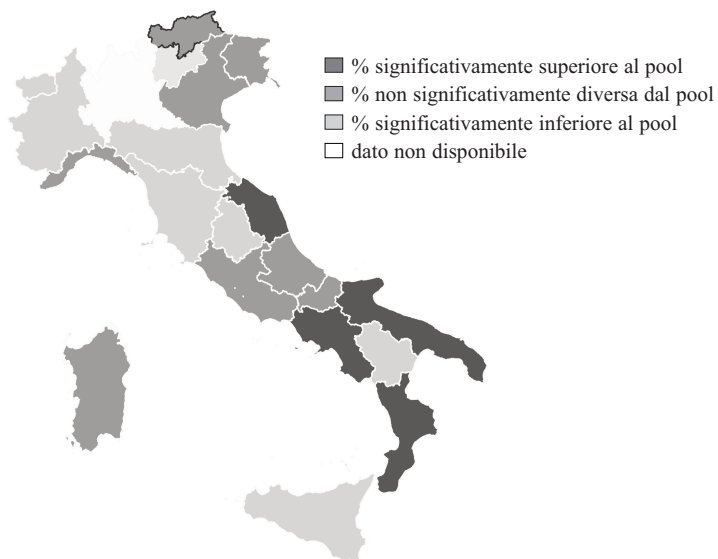 % significativamente superiore al pool
% non significativamente diversa dal pool
% significativamente inferiore al pool
dato non disponibile